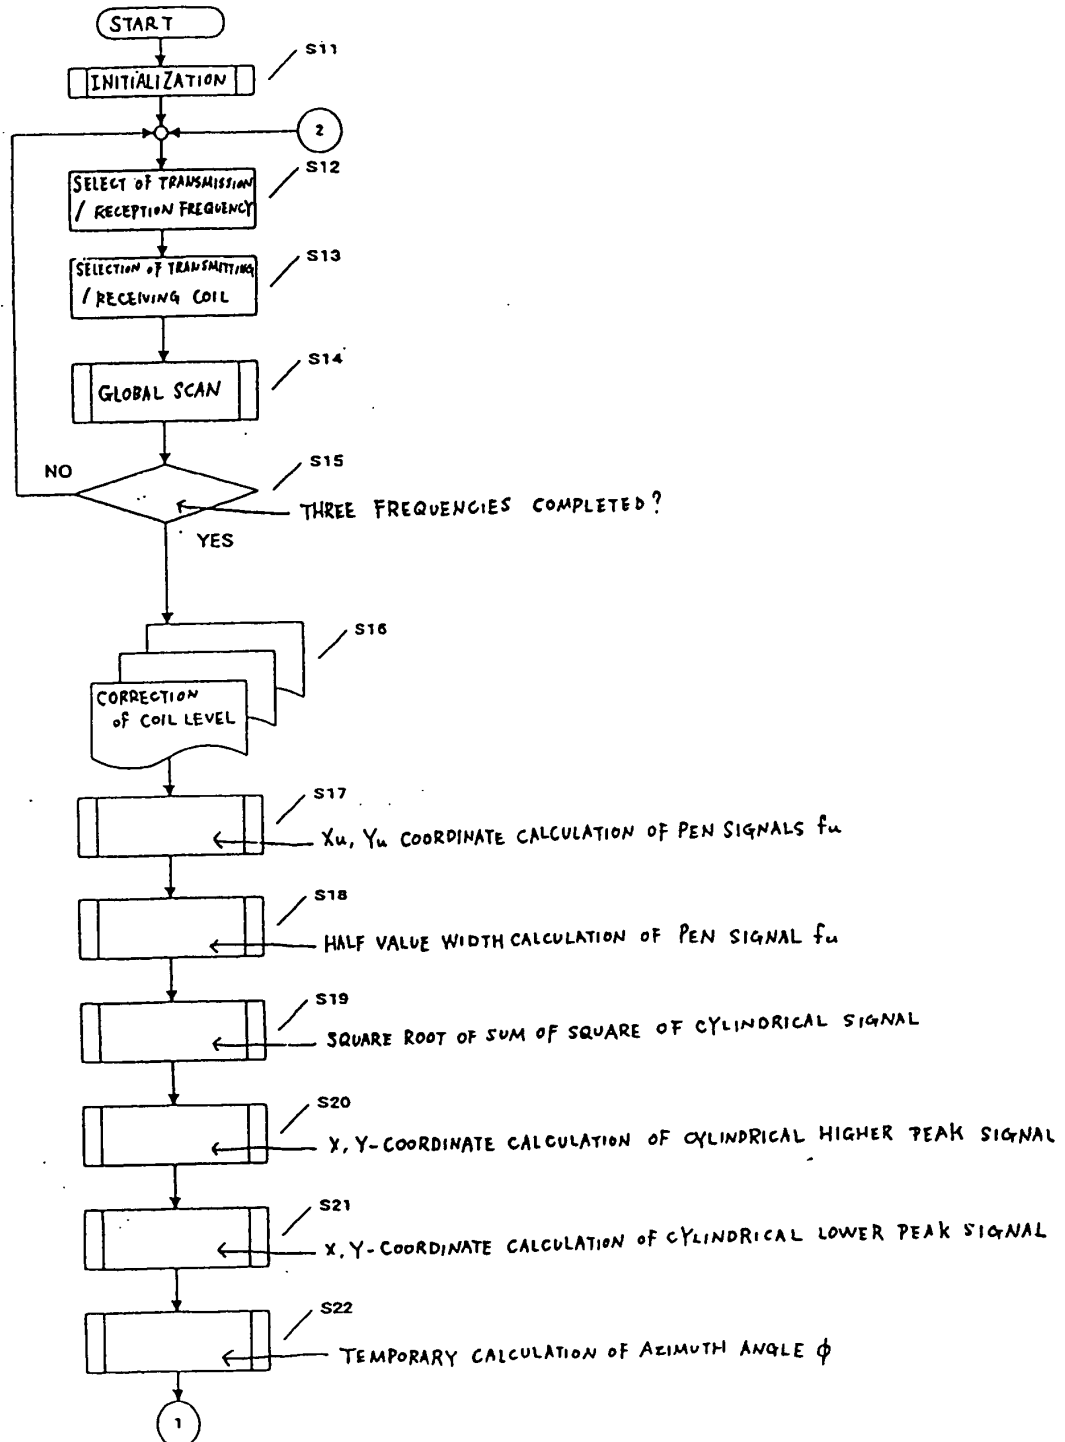 START
S11
INITIALIZATION
2
S12
SELECT OF TRANSMISSION
/ RECEPTION FREQUENCY
S13
SELECTION OF TRANSMITTING
/ RECEIVING COIL
S14
GLOBAL SCAN
S15
NO
THREE FREQUENCIES COMPLETED?
YES
S16
CORRECTION
OF COIL LEVEL
S17
Xu, Yu COORDINATE CALCULATION OF PEN SIGNALS fu
S18
HALF VALUE WIDTH CALCULATION OF PEN SIGNAL fu
S19
SQUARE ROOT OF SUM OF SQUARE OF CYLINDRICAL SIGNAL
S20
X, Y-COORDINATE CALCULATION OF CYLINDRICAL HIGHER PEAK SIGNAL
S21
X, Y-COORDINATE CALCULATION OF CYLINDRICAL LOWER PEAK SIGNAL
S22
TEMPORARY CALCULATION OF AZIMUTH ANGLE ϕ
1